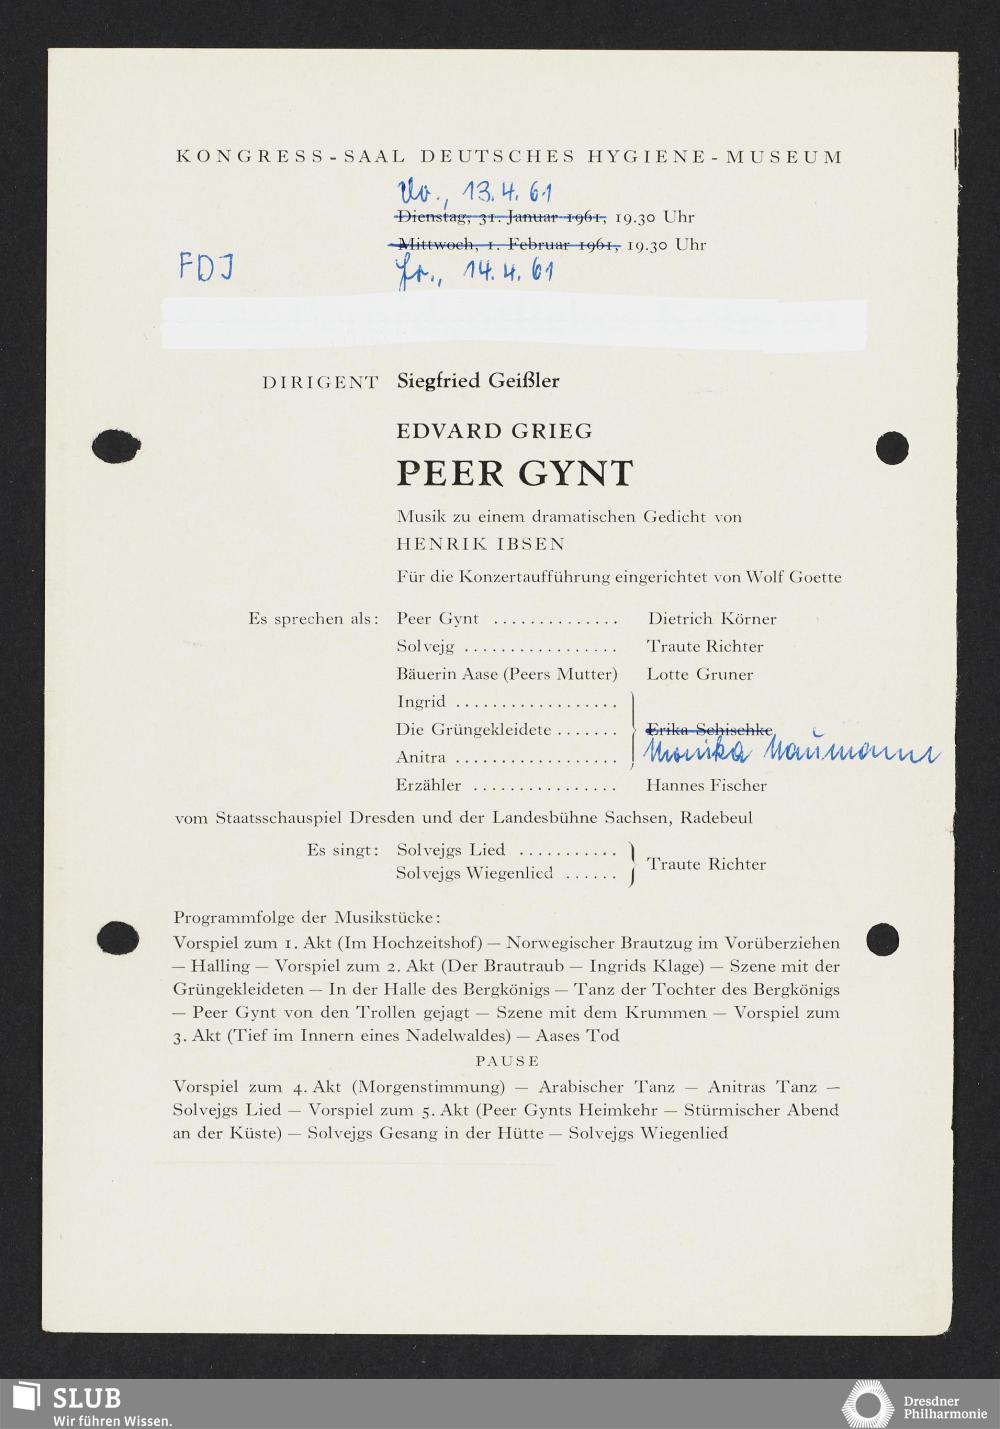 KONGRESS-SAAL DEUTSCHES HYGIENE-MUSEUM
Do., 13.4.61
Dienstag, 31. Januar 1961, 19.30 Uhr
Mittwoch, 1. Februar 1961, 19.30 Uhr
FDJ
Fr., 14.4.61
DIRIGENT Siegfried Geißler
EDVARD GRIEG
PEER GYNT
Musik zu einem dramatischen Gedicht von
HENRIK IBSEN
Für die Konzertaufführung eingerichtet von Wolf Goette
Es sprechen als: Peer Gynt .............. Dietrich Körner
Solvejg ................. Traute Richter
Bäuerin Aase (Peers Mutter) Lotte Gruner
Ingrid ..................
Die Grüngekleidete ....... Erika Schischke
Anitra .................. Monika Naumann
Erzähler ................ Hannes Fischer
vom Staatsschauspiel Dresden und der Landesbühne Sachsen, Radebeul
Es singt: Solvejgs Lied ...........
Traute Richter
Solvejgs Wiegenlied ......
Programmfolge der Musikstücke:
Vorspiel zum 1. Akt (Im Hochzeitshof) — Norwegischer Brautzug im Vorüberziehen
— Halling — Vorspiel zum 2. Akt (Der Brautraub — Ingrids Klage) — Szene mit der
Grüngekleideten — In der Halle des Bergkönigs — Tanz der Tochter des Bergkönigs
— Peer Gynt von den Trollen gejagt — Szene mit dem Krummen — Vorspiel zum
3. Akt (Tief im Innern eines Nadelwaldes) — Aases Tod
PAUSE
Vorspiel zum 4. Akt (Morgenstimmung) — Arabischer Tanz — Anitras Tanz —
Solvejgs Lied — Vorspiel zum 5. Akt (Peer Gynts Heimkehr — Stürmischer Abend
an der Küste) — Solvejgs Gesang in der Hütte — Solvejgs Wiegenlied
SLUB
Wir führen Wissen.
Dresdner
Philharmonie